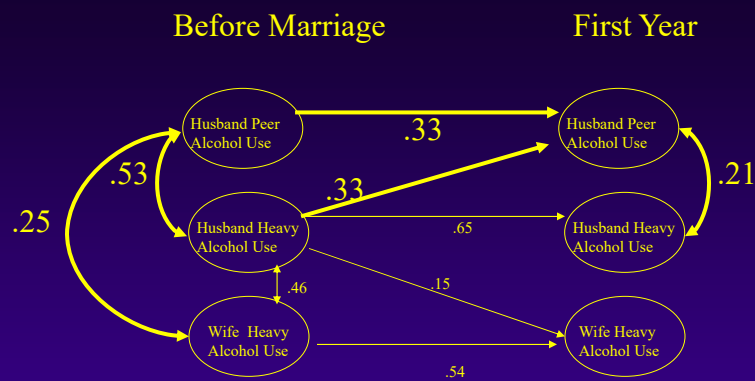 Before Marriage
First Year
Husband Peer
Alcohol Use
.33
Husband Peer
Alcohol Use
.53
.33
.21
.25
Husband Heavy
Alcohol Use
.65
Husband Heavy
Alcohol Use
.46
.15
Wife Heavy
Alcohol Use
.54
Wife Heavy
Alcohol Use